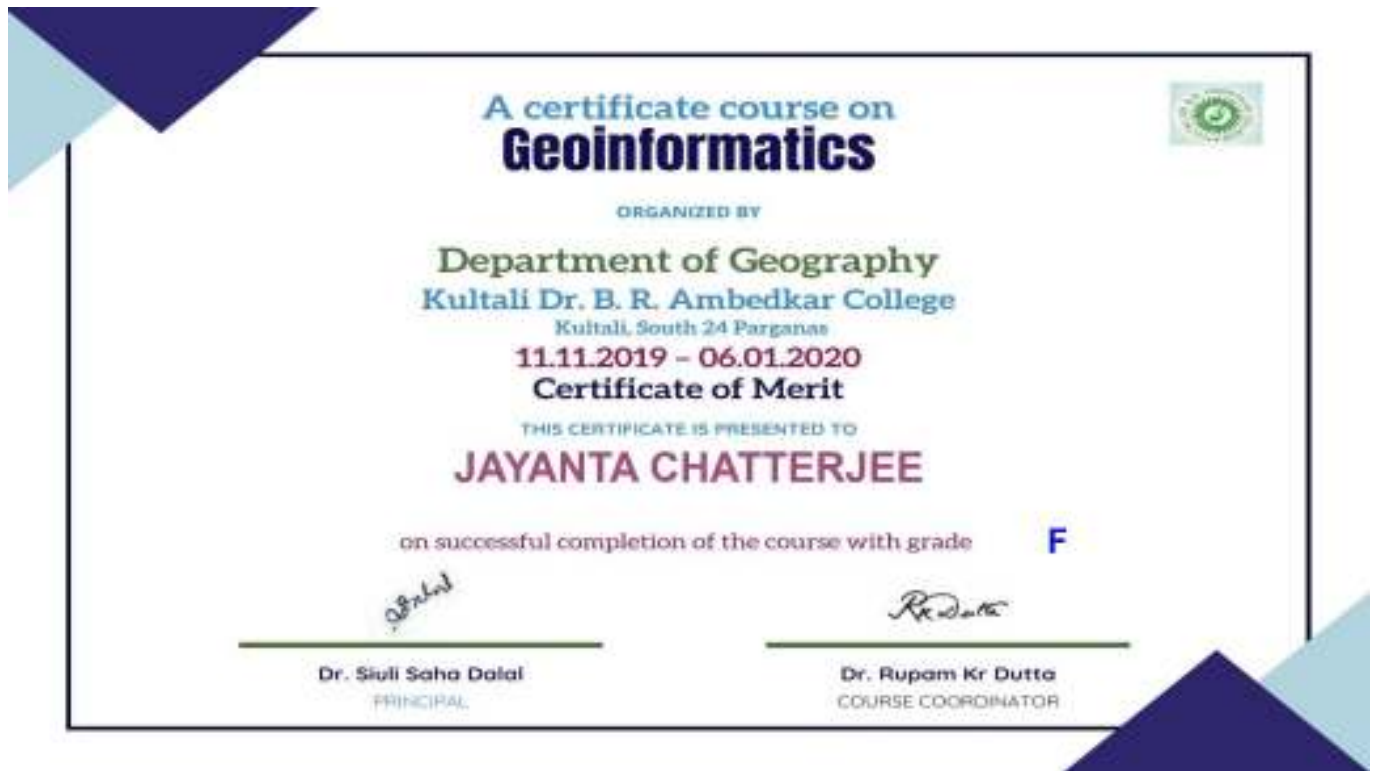 A certificate course on
Geoinformatics
ORGANIZED BY
Department of Geography
Kultali Dr. B. R. Ambedkar College
Kultali, South 24 Parganas
11.11.2019 – 06.01.2020
Certificate of Merit
THIS CERTIFICATE IS PRESENTED TO
JAYANTA CHATTERJEE
on successful completion of the course with grade F
RKDutta
Dr. Siuli Saha Dalal Dr. Rupam Kr Dutta
PRINCIPAL COURSE COORDINATOR